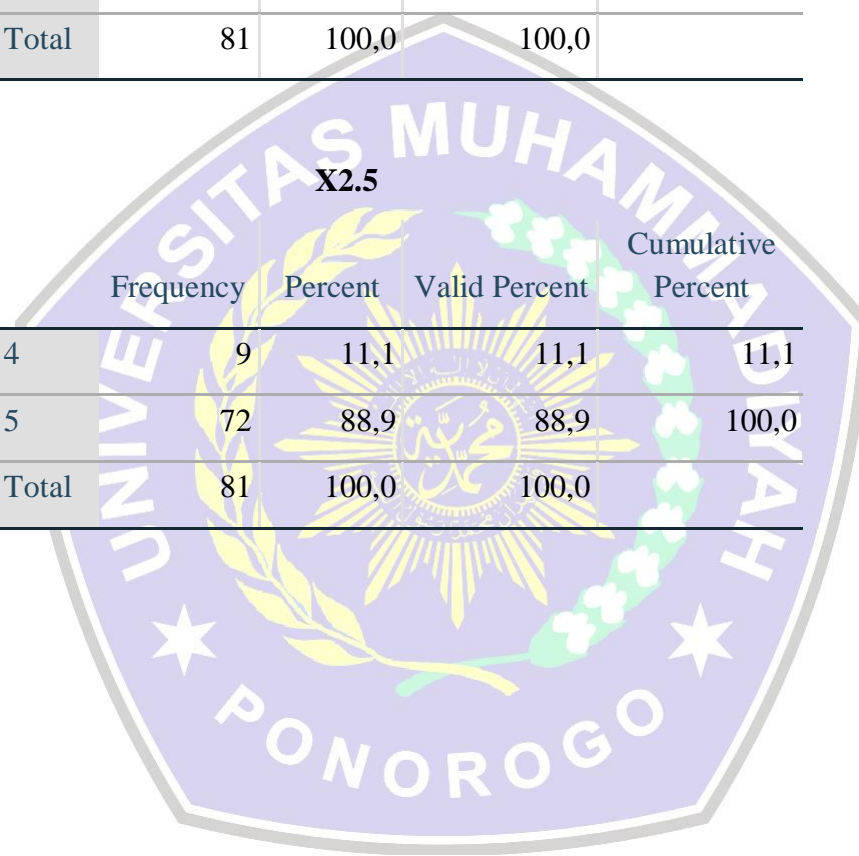 Total 81 100,0 100,0
X2.5
Frequency Percent Valid Percent Cumulative Percent
4 9 11,1 11,1 11,1
5 72 88,9 88,9 100,0
Total 81 100,0 100,0
UNIVERSITAS MUHAMMADIYAH
PONOROGO
محمد